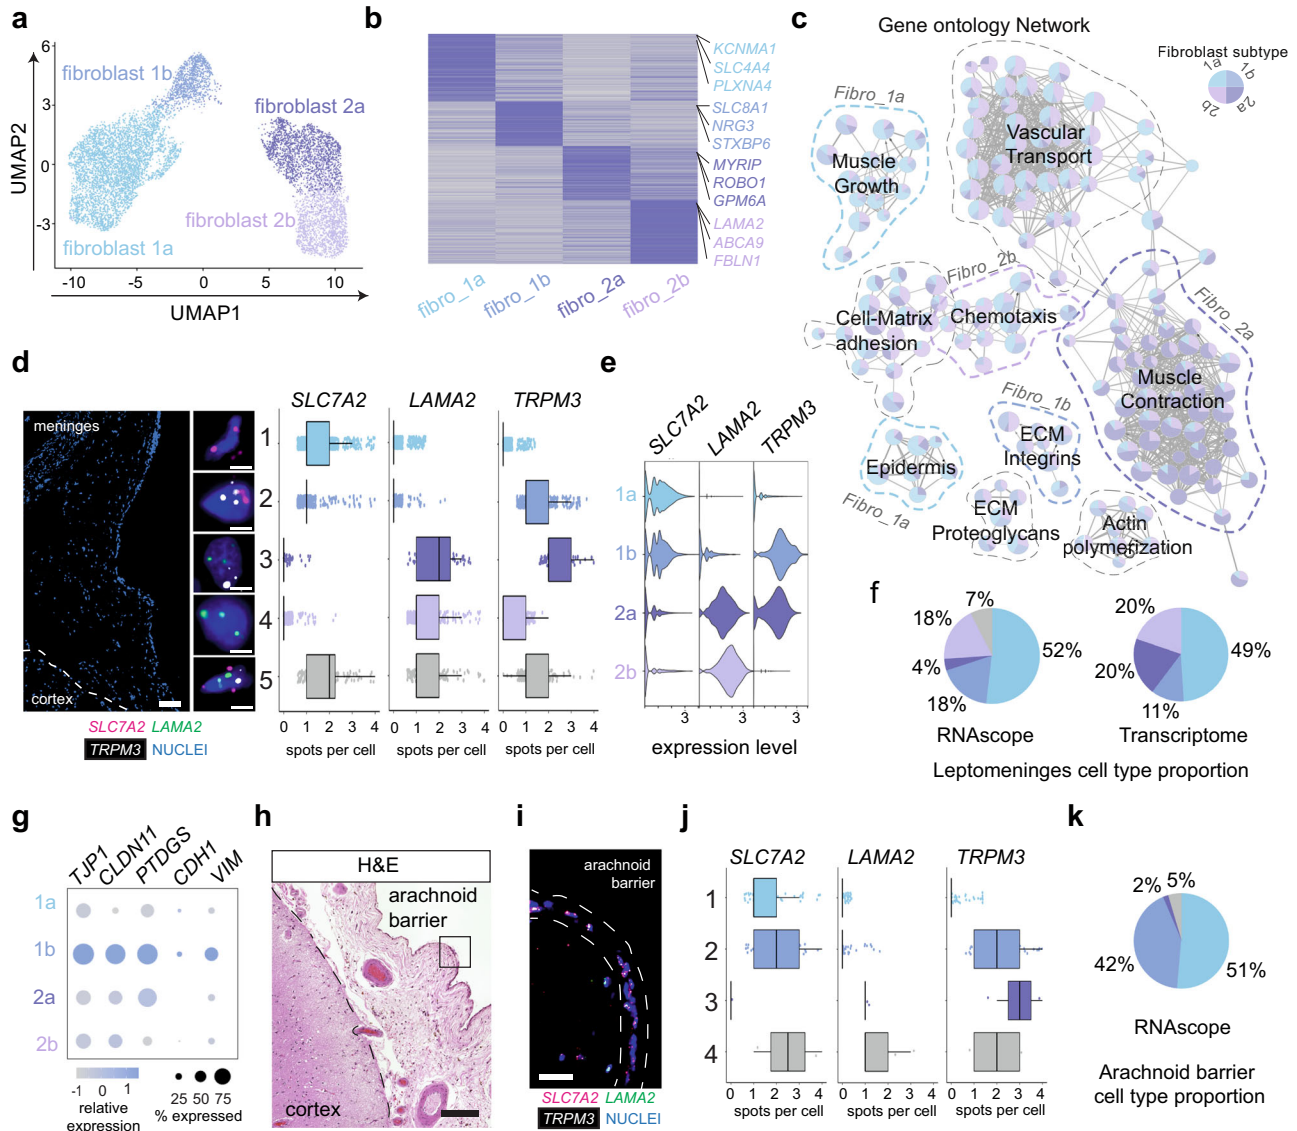 a
6
3
0
-3
UMAP2
fibroblast 1b
fibroblast 2a
fibroblast 2b
fibroblast 1a
-10 -5 0 5 10
UMAP1
b
KCNMA1
SLC4A4
PLXNA4
SLC8A1
NRG3
STXBP6
MYRIP
ROBO1
GPM6A
LAMA2
ABCA9
FBLN1
fibro_1a fibro_1b fibro_2a fibro_2b
c
Gene ontology Network
Fibroblast subtype
1a 1b
2b 2a
Fibro_1a
Muscle
Growth
Vascular
Transport
Fibro_2b
Cell-Matrix
adhesion
Chemotaxis
Fibro_2a
Muscle
Contraction
Fibro_1b
ECM
Integrins
Epidermis
Fibro_1a
ECM
Proteoglycans
Actin
polymerization
d
meninges
cortex
SLC7A2 LAMA2
TRPM3 NUCLEI
SLC7A2 LAMA2 TRPM3
1
2
3
4
5
0 1 2 3 4 0 1 2 3 4 0 1 2 3 4
spots per cell spots per cell spots per cell
e
SLC7A2 LAMA2 TRPM3
1a
1b
2a
2b
3 3 3
expression level
f
7%
18%
4%
18%
52%
RNAscope
20%
20%
11%
49%
Transcriptome
Leptomeninges cell type proportion
g
TJP1 CLDN11 PTDGS CDH1 VIM
1a
1b
2a
2b
-1 0 1
relative
expression
25 50 75
% expressed
h
H&E
arachnoid
barrier
cortex
i
arachnoid
barrier
SLC7A2 LAMA2
TRPM3 NUCLEI
j
SLC7A2 LAMA2 TRPM3
1
2
3
4
0 1 2 3 4 0 1 2 3 4 0 1 2 3 4
spots per cell spots per cell spots per cell
k
2% 5%
42%
51%
RNAscope
Arachnoid barrier
cell type proportion